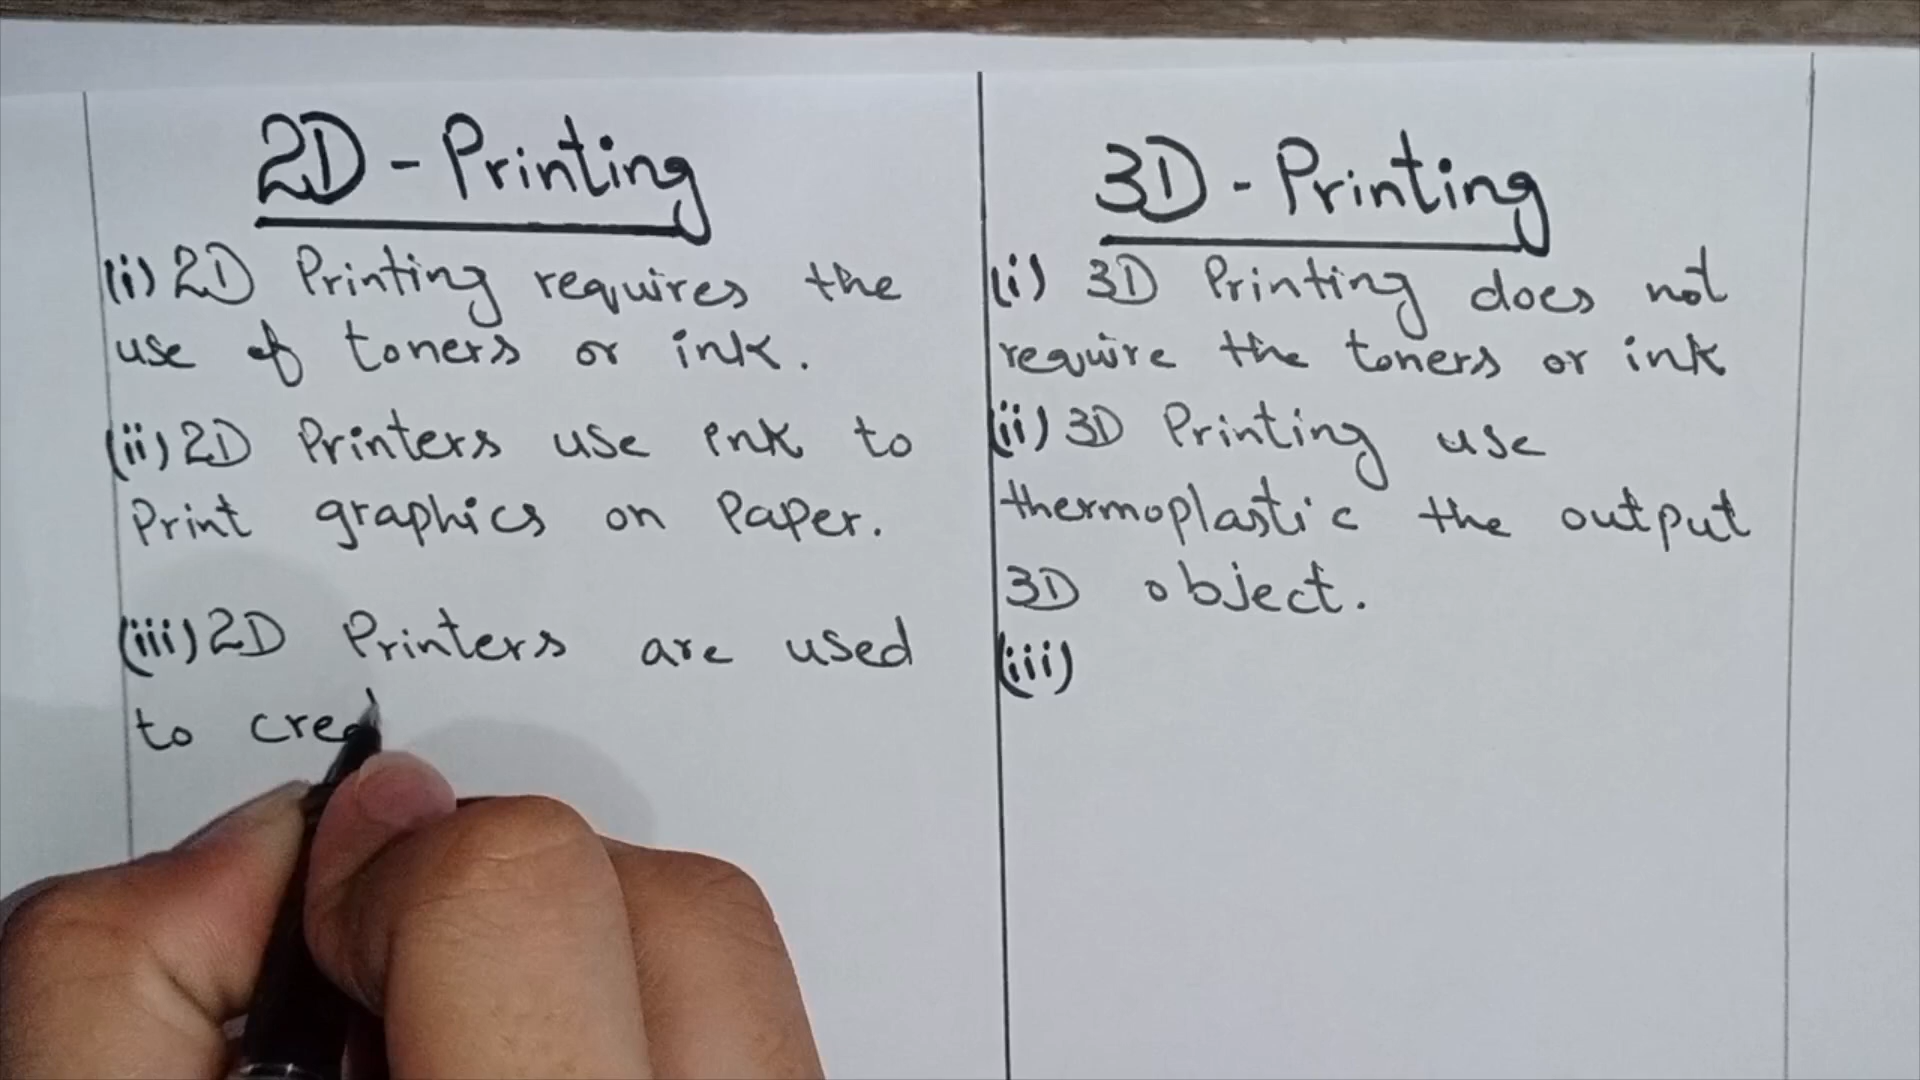 2D - Printing
(i) 2D Printing requires the
use of toners or ink.
(ii) 2D Printers use ink to
Print graphics on Paper.
(iii) 2D Printers are used
to crea
3D - Printing
(i) 3D Printing does not
require the toners or ink
(ii) 3D Printing use
thermoplastic the output
3D object.
(iii)